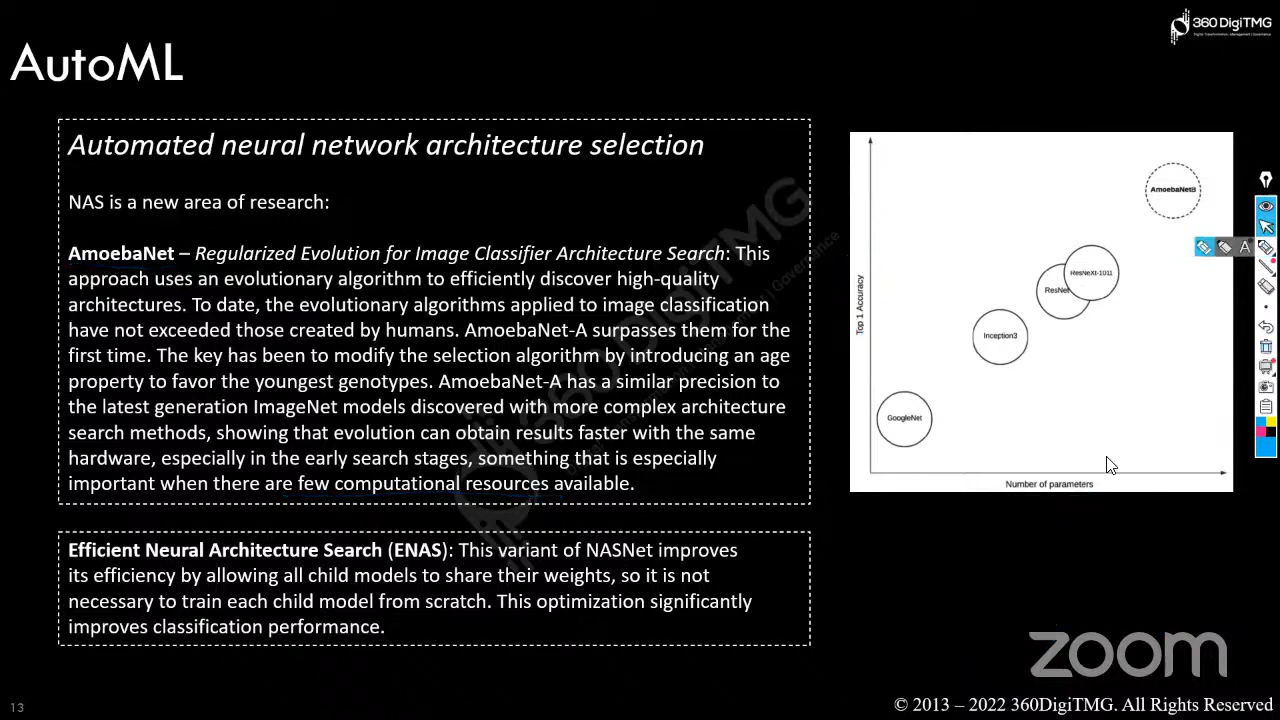 360 DigiTMG
AutoML
Automated neural network architecture selection
NAS is a new area of research:
AmoebaNet – Regularized Evolution for Image Classifier Architecture Search: This
approach uses an evolutionary algorithm to efficiently discover high-quality
architectures. To date, the evolutionary algorithms applied to image classification
have not exceeded those created by humans. AmoebaNet-A surpasses them for the
first time. The key has been to modify the selection algorithm by introducing an age
property to favor the youngest genotypes. AmoebaNet-A has a similar precision to
the latest generation ImageNet models discovered with more complex architecture
search methods, showing that evolution can obtain results faster with the same
hardware, especially in the early search stages, something that is especially
important when there are few computational resources available.
Efficient Neural Architecture Search (ENAS): This variant of NASNet improves
its efficiency by allowing all child models to share their weights, so it is not
necessary to train each child model from scratch. This optimization significantly
improves classification performance.
Top 1 Accuracy
AmoebaNetB
ResNeXt-1011
ResNet
Inception3
GoogleNet
Number of parameters
A
360 DigiTMG
zoom
13
© 2013 – 2022 360DigiTMG. All Rights Reserved